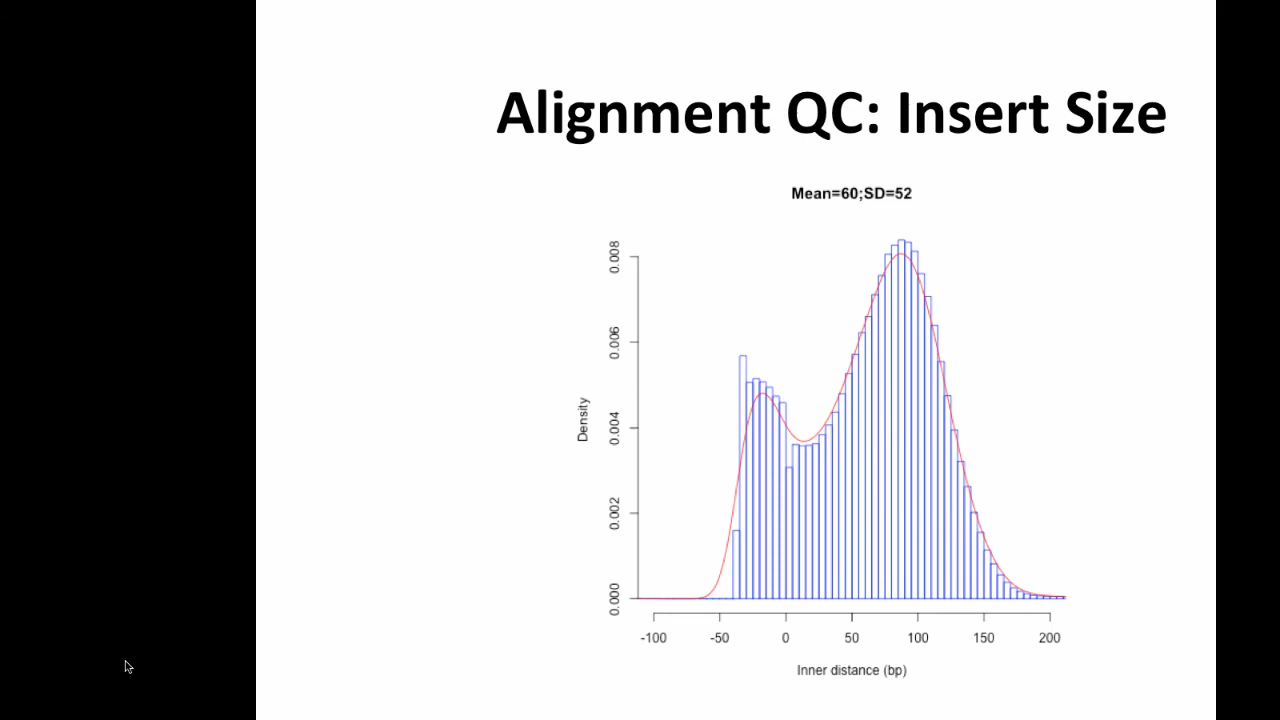 Alignment QC: Insert Size
Mean=60;SD=52
Density
0.008
0.006
0.004
0.002
0.000
-100 -50 0 50 100 150 200
Inner distance (bp)